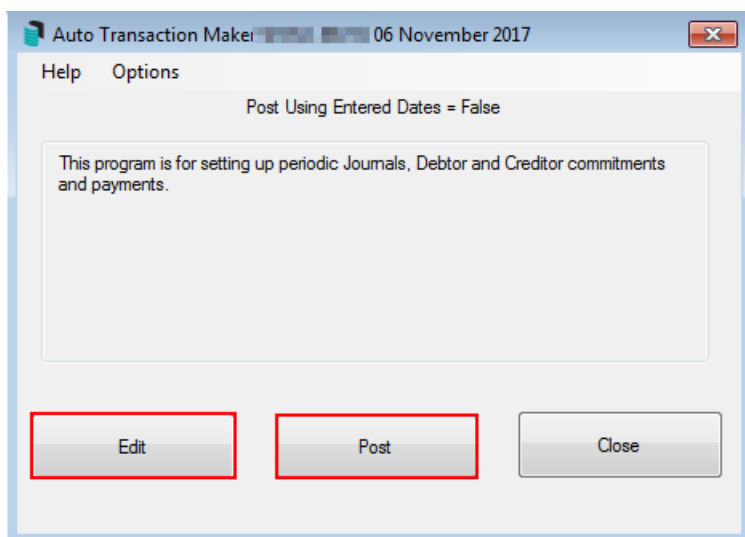 Auto Transaction Maker 06 November 2017
Help Options
Post Using Entered Dates = False
This program is for setting up periodic Journals, Debtor and Creditor commitments
and payments.
Edit Post Close